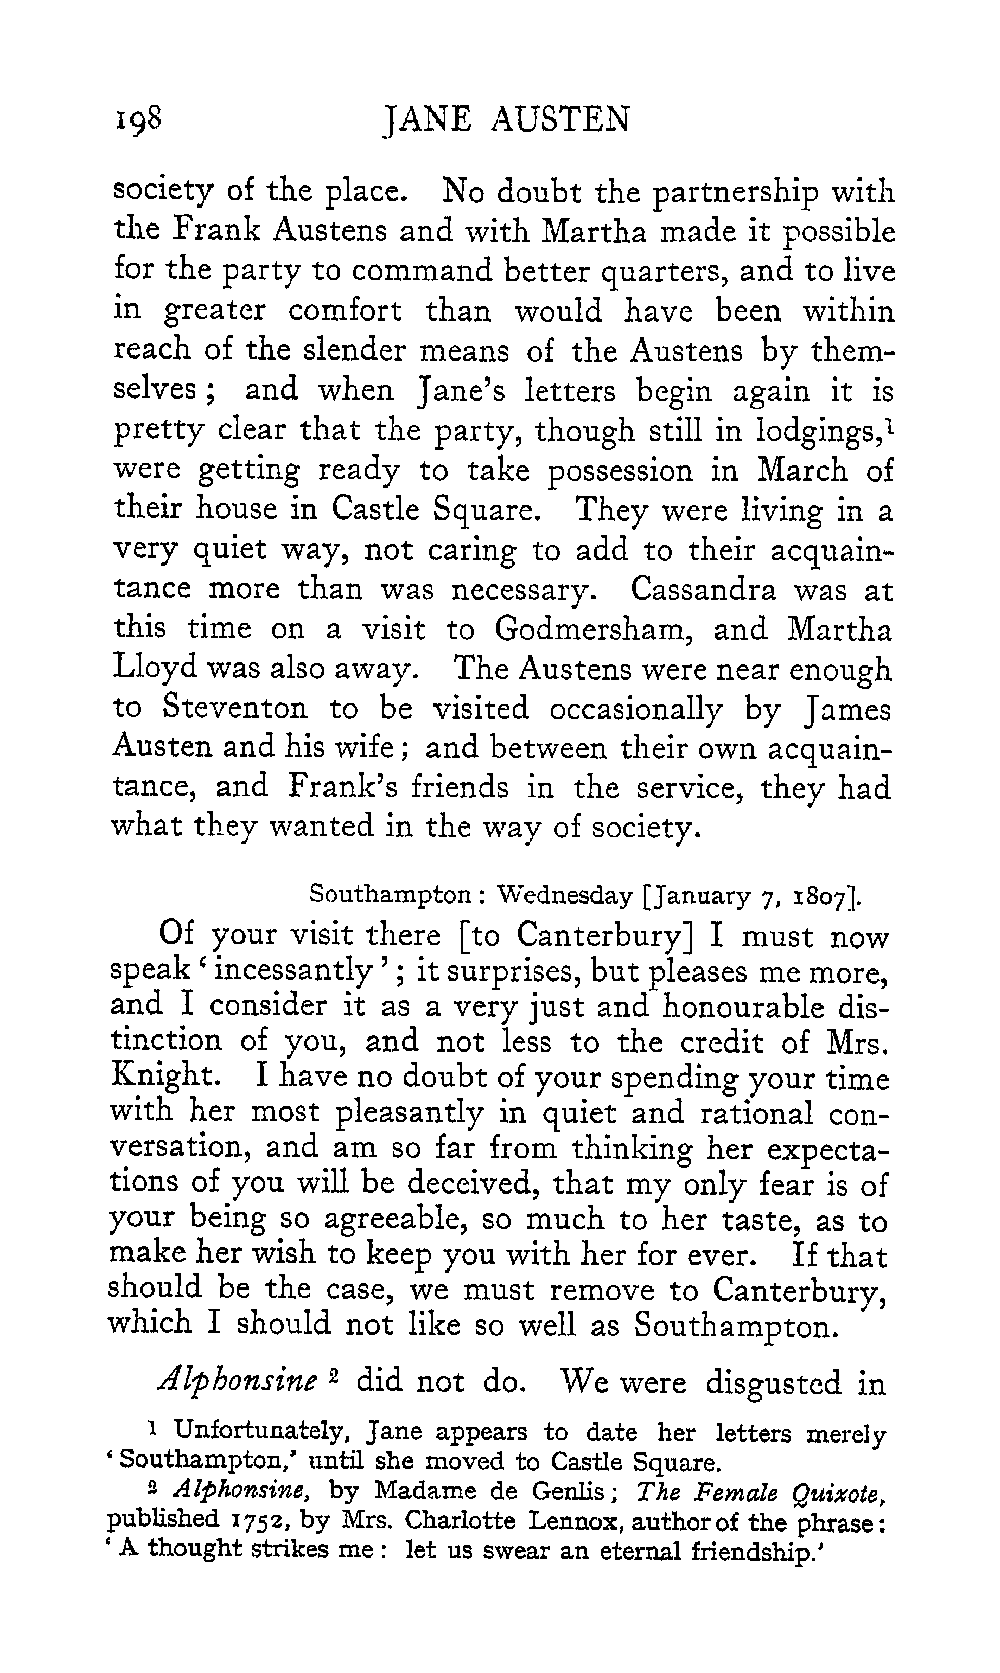 198 JANE AUSTEN
society of the place. No doubt the partnership with
the Frank Austens and with Martha made it possible
for the party to command better quarters, and to live
in greater comfort than would have been within
reach of the slender means of the Austens by them-
selves ; and when Jane's letters begin again it is
pretty clear that the party, though still in lodgings,¹
were getting ready to take possession in March of
their house in Castle Square. They were living in a
very quiet way, not caring to add to their acquain-
tance more than was necessary. Cassandra was at
this time on a visit to Godmersham, and Martha
Lloyd was also away. The Austens were near enough
to Steventon to be visited occasionally by James
Austen and his wife ; and between their own acquain-
tance, and Frank's friends in the service, they had
what they wanted in the way of society.
Southampton : Wednesday [January 7, 1807].
Of your visit there [to Canterbury] I must now
speak ‘ incessantly ’ ; it surprises, but pleases me more,
and I consider it as a very just and honourable dis-
tinction of you, and not less to the credit of Mrs.
Knight. I have no doubt of your spending your time
with her most pleasantly in quiet and rational con-
versation, and am so far from thinking her expecta-
tions of you will be deceived, that my only fear is of
your being so agreeable, so much to her taste, as to
make her wish to keep you with her for ever. If that
should be the case, we must remove to Canterbury,
which I should not like so well as Southampton.
Alphonsine ² did not do. We were disgusted in
¹ Unfortunately, Jane appears to date her letters merely
‘ Southampton,’ until she moved to Castle Square.
² Alphonsine, by Madame de Genlis ; The Female Quixote,
published 1752, by Mrs. Charlotte Lennox, author of the phrase :
‘ A thought strikes me : let us swear an eternal friendship.’